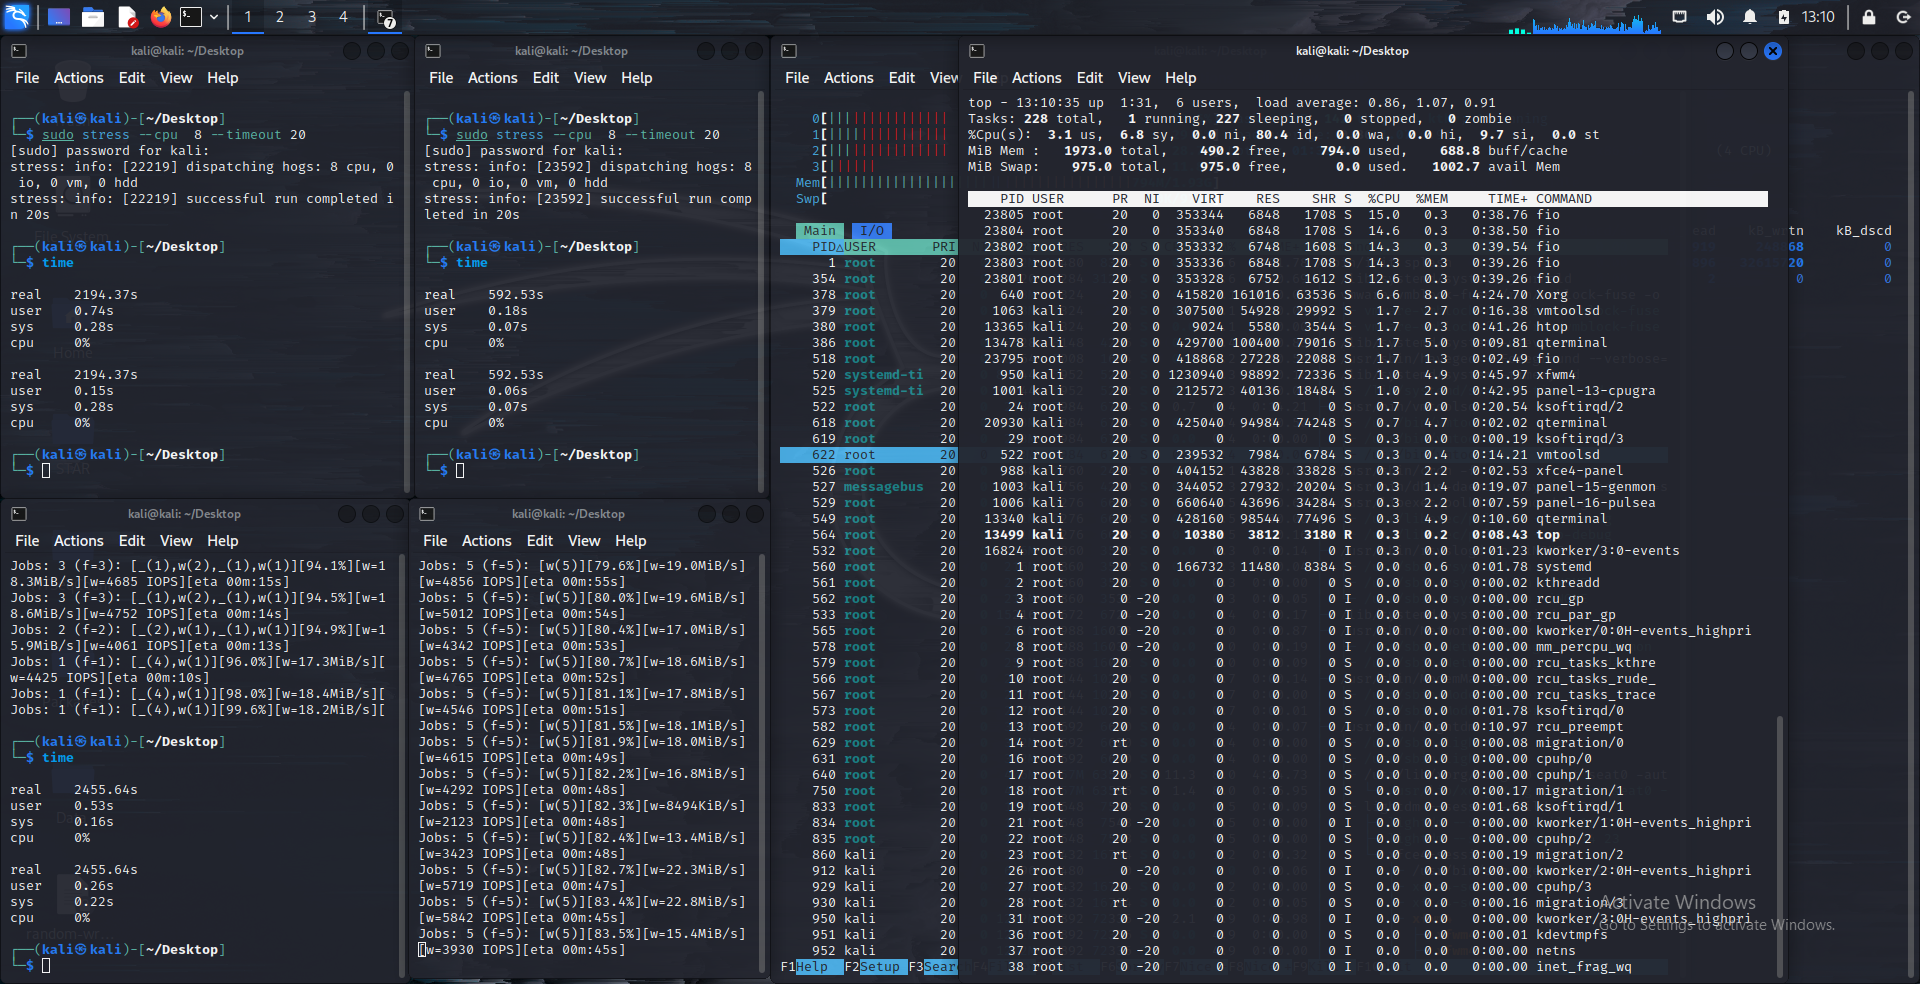 1 2 3 4 7 13:10
kali@kali: ~/Desktop
File Actions Edit View Help
┌──(kali㉿kali)-[~/Desktop]
└─$ sudo stress --cpu  8 --timeout 20
[sudo] password for kali:
stress: info: [22219] dispatching hogs: 8 cpu, 0
 io, 0 vm, 0 hdd
stress: info: [22219] successful run completed i
n 20s
┌──(kali㉿kali)-[~/Desktop]
└─$ time
real 2194.37s
user 0.74s
sys 0.28s
cpu 0%
real 2194.37s
user 0.15s
sys 0.28s
cpu 0%
┌──(kali㉿kali)-[~/Desktop]
└─$
kali@kali: ~/Desktop
File Actions Edit View Help
┌──(kali㉿kali)-[~/Desktop]
└─$ sudo stress --cpu  8 --timeout 20
[sudo] password for kali:
stress: info: [23592] dispatching hogs: 8
 cpu, 0 io, 0 vm, 0 hdd
stress: info: [23592] successful run comp
leted in 20s
┌──(kali㉿kali)-[~/Desktop]
└─$ time
real 592.53s
user 0.18s
sys 0.07s
cpu 0%
real 592.53s
user 0.06s
sys 0.07s
cpu 0%
┌──(kali㉿kali)-[~/Desktop]
└─$
kali@kali: ~/Desktop
File Actions Edit View Help
Jobs: 3 (f=3): [_(1),w(2),_(1),w(1)][94.1%][w=1
8.3MiB/s][w=4685 IOPS][eta 00m:15s]
Jobs: 3 (f=3): [_(1),w(2),_(1),w(1)][94.5%][w=1
8.6MiB/s][w=4752 IOPS][eta 00m:14s]
Jobs: 2 (f=2): [_(2),w(1),_(1),w(1)][94.9%][w=1
5.9MiB/s][w=4061 IOPS][eta 00m:13s]
Jobs: 1 (f=1): [_(4),w(1)][96.0%][w=17.3MiB/s][
w=4425 IOPS][eta 00m:10s]
Jobs: 1 (f=1): [_(4),w(1)][98.0%][w=18.4MiB/s][
Jobs: 1 (f=1): [_(4),w(1)][99.6%][w=18.2MiB/s][
┌──(kali㉿kali)-[~/Desktop]
└─$ time
real 2455.64s
user 0.53s
sys 0.16s
cpu 0%
real 2455.64s
user 0.26s
sys 0.22s
cpu 0%
┌──(kali㉿kali)-[~/Desktop]
└─$
kali@kali: ~/Desktop
File Actions Edit View Help
Jobs: 5 (f=5): [w(5)][79.6%][w=19.0MiB/s]
[w=4856 IOPS][eta 00m:55s]
Jobs: 5 (f=5): [w(5)][80.0%][w=19.6MiB/s]
[w=5012 IOPS][eta 00m:54s]
Jobs: 5 (f=5): [w(5)][80.4%][w=17.0MiB/s]
[w=4342 IOPS][eta 00m:53s]
Jobs: 5 (f=5): [w(5)][80.7%][w=18.6MiB/s]
[w=4765 IOPS][eta 00m:52s]
Jobs: 5 (f=5): [w(5)][81.1%][w=17.8MiB/s]
[w=4546 IOPS][eta 00m:51s]
Jobs: 5 (f=5): [w(5)][81.5%][w=18.1MiB/s]
Jobs: 5 (f=5): [w(5)][81.9%][w=18.0MiB/s]
[w=4615 IOPS][eta 00m:49s]
Jobs: 5 (f=5): [w(5)][82.2%][w=16.8MiB/s]
[w=4292 IOPS][eta 00m:48s]
Jobs: 5 (f=5): [w(5)][82.3%][w=8494KiB/s]
[w=2123 IOPS][eta 00m:48s]
Jobs: 5 (f=5): [w(5)][82.4%][w=13.4MiB/s]
[w=3423 IOPS][eta 00m:48s]
Jobs: 5 (f=5): [w(5)][82.7%][w=22.3MiB/s]
[w=5719 IOPS][eta 00m:47s]
Jobs: 5 (f=5): [w(5)][83.4%][w=22.8MiB/s]
[w=5842 IOPS][eta 00m:45s]
Jobs: 5 (f=5): [w(5)][83.5%][w=15.4MiB/s]
[w=3930 IOPS][eta 00m:45s]
File Actions Edit View
0[
1[
2[
3[
Mem[
Swp[
Main I/O
PID△USER PRI
1 root 20
354 root 20
378 root 20
379 root 20
380 root 20
386 root 20
518 root 20
520 systemd-ti 20
525 systemd-ti 20
522 root 20
618 root 20
619 root 20
622 root 20
526 root 20
527 messagebus 20
529 root 20
549 root 20
564 root 20
532 root 20
560 root 20
561 root 20
562 root 20
533 root 20
565 root 20
578 root 20
579 root 20
566 root 20
567 root 20
573 root 20
582 root 20
629 root 20
631 root 20
640 root 20
750 root 20
833 root 20
834 root 20
835 root 20
860 kali 20
912 kali 20
929 kali 20
930 kali 20
950 kali 20
951 kali 20
952 kali 20
F1Help F2Setup F3Sear
kali@kali: ~/Desktop
File Actions Edit View Help
top - 13:10:35 up  1:31,  6 users,  load average: 0.86, 1.07, 0.91
Tasks: 228 total,   1 running, 227 sleeping,   0 stopped,   0 zombie
%Cpu(s):  3.1 us,  6.8 sy,  0.0 ni, 80.4 id,  0.0 wa,  0.0 hi,  9.7 si,  0.0 st
MiB Mem :   1973.0 total,    490.2 free,    794.0 used,    688.8 buff/cache
MiB Swap:    975.0 total,    975.0 free,      0.0 used.   1002.7 avail Mem
PID USER PR NI VIRT RES SHR S %CPU %MEM TIME+ COMMAND
23805 root 20 0 353344 6848 1708 S 15.0 0.3 0:38.76 fio
23804 root 20 0 353340 6848 1708 S 14.6 0.3 0:38.50 fio
23802 root 20 0 353332 6748 1608 S 14.3 0.3 0:39.54 fio
23803 root 20 0 353336 6848 1708 S 14.3 0.3 0:39.26 fio
23801 root 20 0 353328 6752 1612 S 12.6 0.3 0:39.26 fio
640 root 20 0 415820 161016 63536 S 6.6 8.0 4:24.70 Xorg
1063 kali 20 0 307500 54928 29992 S 1.7 2.7 0:16.38 vmtoolsd
13365 kali 20 0 9024 5580 3544 S 1.7 0.3 0:41.26 htop
13478 kali 20 0 429700 100400 79016 S 1.7 5.0 0:09.81 qterminal
23795 root 20 0 418868 27228 22088 S 1.7 1.3 0:02.49 fio
950 kali 20 0 1230940 98892 72336 S 1.0 4.9 0:45.97 xfwm4
1001 kali 20 0 212572 40136 18484 S 1.0 2.0 0:42.95 panel-13-cpugra
24 root 20 0 0 0 0 S 0.7 0.0 0:20.54 ksoftirqd/2
20930 kali 20 0 425040 94984 74248 S 0.7 4.7 0:02.02 qterminal
29 root 20 0 0 0 0 S 0.3 0.0 0:00.19 ksoftirqd/3
522 root 20 0 239532 7984 6784 S 0.3 0.4 0:14.21 vmtoolsd
988 kali 20 0 404152 43828 33828 S 0.3 2.2 0:02.53 xfce4-panel
1003 kali 20 0 344052 27932 20204 S 0.3 1.4 0:19.07 panel-15-genmon
1006 kali 20 0 660640 43696 34284 S 0.3 2.2 0:07.59 panel-16-pulsea
13340 kali 20 0 428160 98544 77496 S 0.3 4.9 0:10.60 qterminal
13499 kali 20 0 10380 3812 3180 R 0.3 0.2 0:08.43 top
16824 root 20 0 0 0 0 I 0.3 0.0 0:01.23 kworker/3:0-events
1 root 20 0 166732 11480 8384 S 0.0 0.6 0:01.78 systemd
2 root 20 0 0 0 0 S 0.0 0.0 0:00.02 kthreadd
3 root 0 -20 0 0 0 I 0.0 0.0 0:00.00 rcu_gp
4 root 0 -20 0 0 0 I 0.0 0.0 0:00.00 rcu_par_gp
6 root 0 -20 0 0 0 I 0.0 0.0 0:00.00 kworker/0:0H-events_highpri
8 root 0 -20 0 0 0 I 0.0 0.0 0:00.00 mm_percpu_wq
9 root 20 0 0 0 0 S 0.0 0.0 0:00.00 rcu_tasks_kthre
10 root 20 0 0 0 0 S 0.0 0.0 0:00.00 rcu_tasks_rude_
11 root 20 0 0 0 0 S 0.0 0.0 0:00.00 rcu_tasks_trace
12 root 20 0 0 0 0 S 0.0 0.0 0:01.78 ksoftirqd/0
13 root 20 0 0 0 0 I 0.0 0.0 0:10.97 rcu_preempt
14 root rt 0 0 0 0 S 0.0 0.0 0:00.08 migration/0
16 root 20 0 0 0 0 S 0.0 0.0 0:00.00 cpuhp/0
17 root 20 0 0 0 0 S 0.0 0.0 0:00.00 cpuhp/1
18 root rt 0 0 0 0 S 0.0 0.0 0:00.17 migration/1
19 root 20 0 0 0 0 S 0.0 0.0 0:01.68 ksoftirqd/1
21 root 0 -20 0 0 0 I 0.0 0.0 0:00.00 kworker/1:0H-events_highpri
22 root 20 0 0 0 0 S 0.0 0.0 0:00.00 cpuhp/2
23 root rt 0 0 0 0 S 0.0 0.0 0:00.19 migration/2
26 root 0 -20 0 0 0 I 0.0 0.0 0:00.00 kworker/2:0H-events_highpri
27 root 20 0 0 0 0 S 0.0 0.0 0:00.00 cpuhp/3
28 root rt 0 0 0 0 S 0.0 0.0 0:00.16 migration/3
31 root 0 -20 0 0 0 I 0.0 0.0 0:00.00 kworker/3:0H-events_highpri
36 root 20 0 0 0 0 S 0.0 0.0 0:00.01 kdevtmpfs
37 root 0 -20 0 0 0 I 0.0 0.0 0:00.00 netns
38 root 0 -20 0 0 0 I 0.0 0.0 0:00.00 inet_frag_wq
kB_dscd
68 0
20 0
0 0
Activate Windows
Go to Settings to activate Windows.